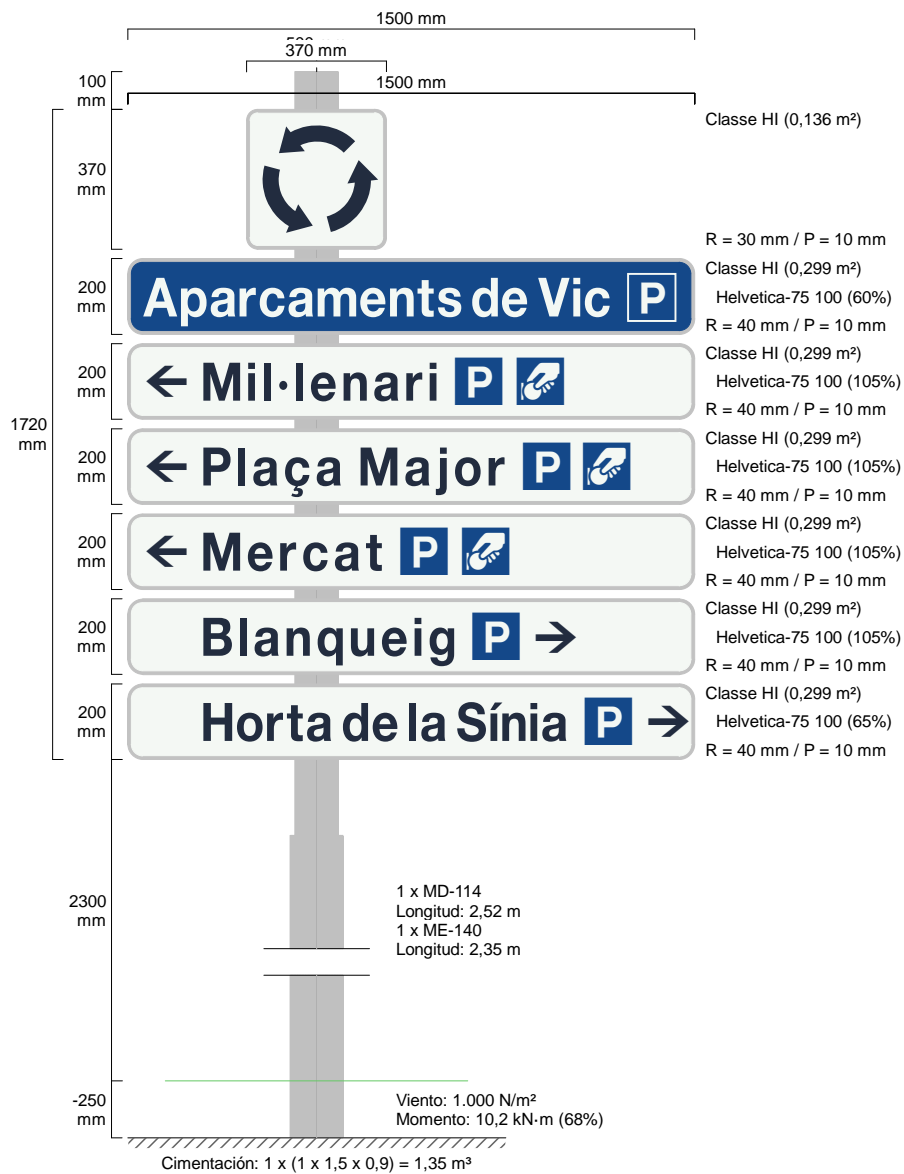 1500 mm
370 mm
100
mm
1500 mm
Classe HI (0,136 m²)
370
mm
R = 30 mm / P = 10 mm
200
mm
Aparcaments de Vic P
Classe HI (0,299 m²)
Helvetica-75 100 (60%)
R = 40 mm / P = 10 mm
200
mm
Mil·lenari P
Classe HI (0,299 m²)
Helvetica-75 100 (105%)
R = 40 mm / P = 10 mm
1720
mm
200
mm
Plaça Major P
Classe HI (0,299 m²)
Helvetica-75 100 (105%)
R = 40 mm / P = 10 mm
200
mm
Mercat P
Classe HI (0,299 m²)
Helvetica-75 100 (105%)
R = 40 mm / P = 10 mm
200
mm
Blanqueig P
Classe HI (0,299 m²)
Helvetica-75 100 (105%)
R = 40 mm / P = 10 mm
200
mm
Horta de la Sínia P
Classe HI (0,299 m²)
Helvetica-75 100 (65%)
R = 40 mm / P = 10 mm
2300
mm
1 x MD-114
Longitud: 2,52 m
1 x ME-140
Longitud: 2,35 m
-250
mm
Viento: 1.000 N/m²
Momento: 10,2 kN·m (68%)
Cimentación: 1 x (1 x 1,5 x 0,9) = 1,35 m³